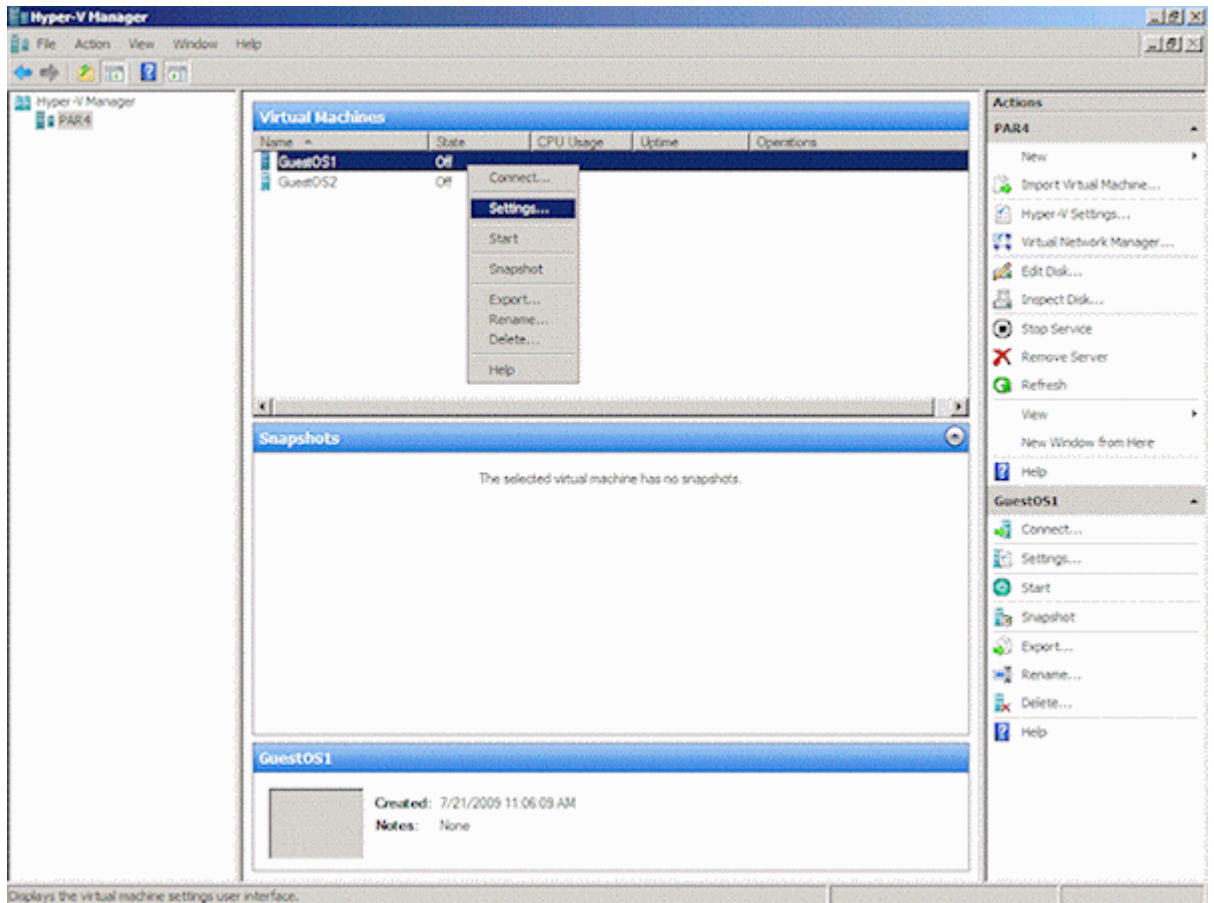 Hyper-V Manager
File Action View Window Help
Hyper-V Manager
PAR4
Virtual Machines
Name State CPU Usage Uptime Operations
GuestOS1 Off
GuestOS2 Off
Connect...
Settings...
Start
Snapshot
Export...
Rename...
Delete...
Help
Snapshots
The selected virtual machine has no snapshots.
GuestOS1
Created: 7/21/2009 11:06:09 AM
Notes: None
Actions
PAR4
New
Import Virtual Machine...
Hyper-V Settings...
Virtual Network Manager...
Edit Disk...
Inspect Disk...
Stop Service
Remove Server
Refresh
View
New Window from Here
Help
GuestOS1
Connect...
Settings...
Start
Snapshot
Export...
Rename...
Delete...
Help
Displays the virtual machine settings user interface.